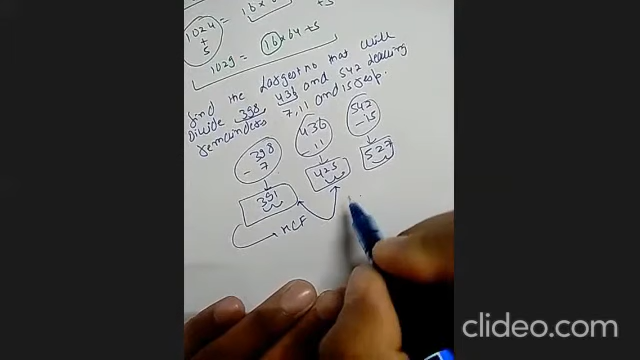 1024 = 16 × 64 + 5
+
5
1029 = 16 × 64 + 5
find the Largest no that will
Divide 398, 436 and 542 leaving
remainders 7, 11 and 15 resp.
398 436 542
- 7 - 11 - 15
391 425 527
HCF
clideo.com